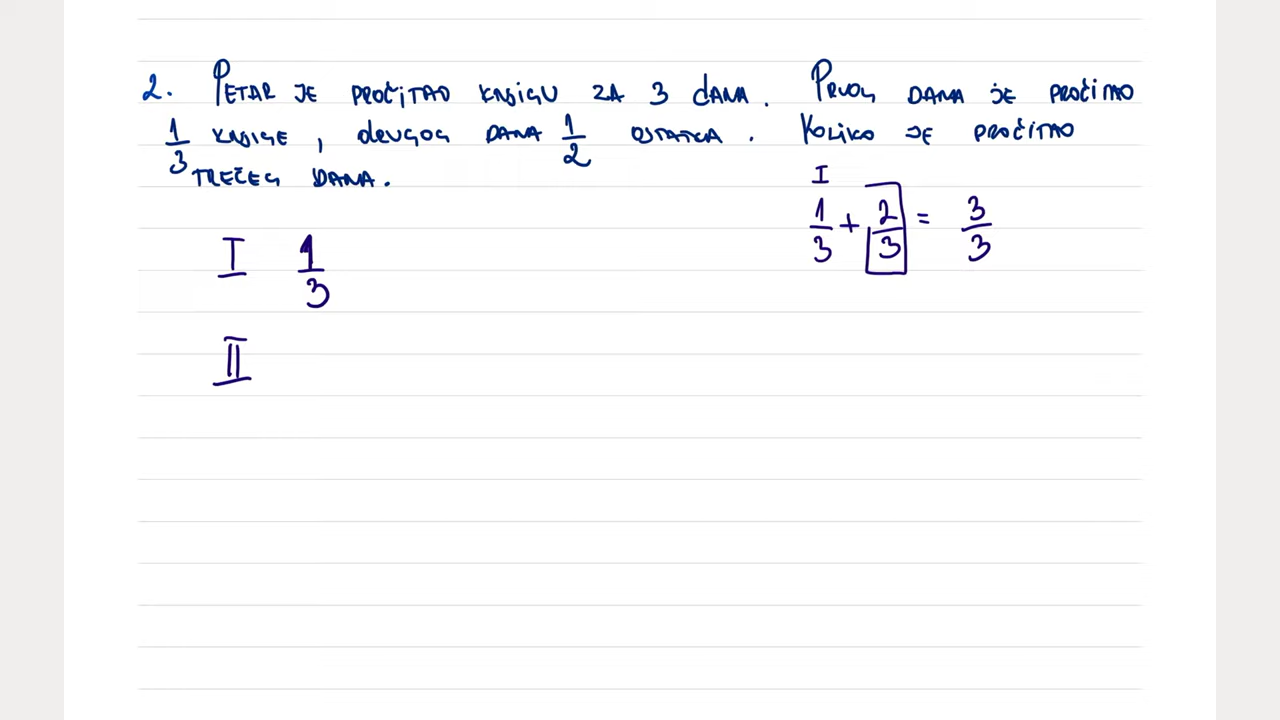 2. PETAR JE PROČITAO KNJIGU ZA 3 DANA. PRVOG DANA JE PROČITAO
1/3 KNJIGE, DRUGOG DANA 1/2 OSTATKA. KOLIKO JE PROČITAO
TREČEG DANA.
I
1/3 + 2/3 = 3/3
I 1/3
II